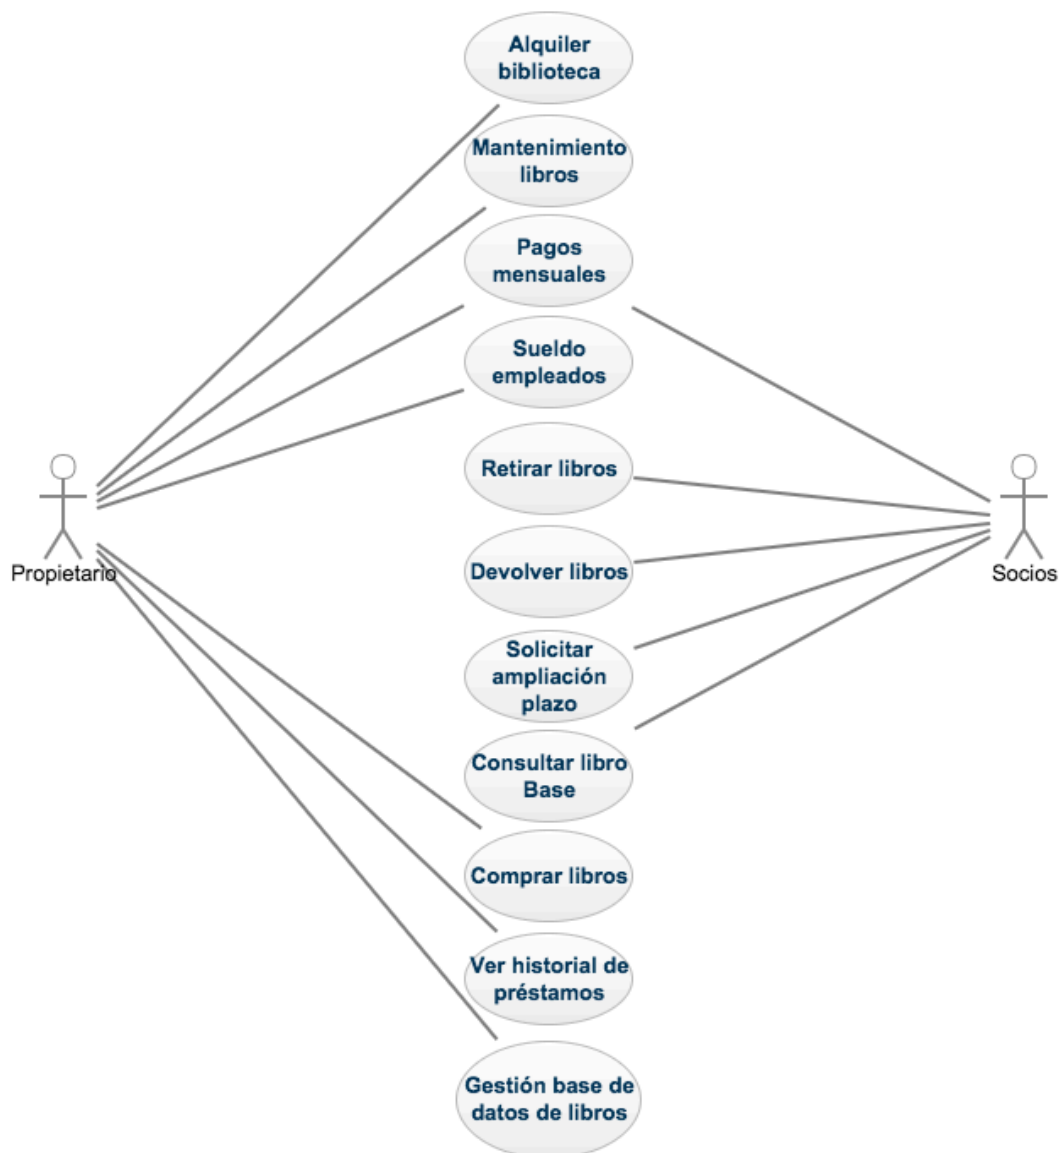 Alquiler
biblioteca
Mantenimiento
libros
Pagos
mensuales
Sueldo
empleados
Retirar libros
Propietario
Devolver libros
Socios
Solicitar
ampliación
plazo
Consultar libro
Base
Comprar libros
Ver historial de
préstamos
Gestión base de
datos de libros